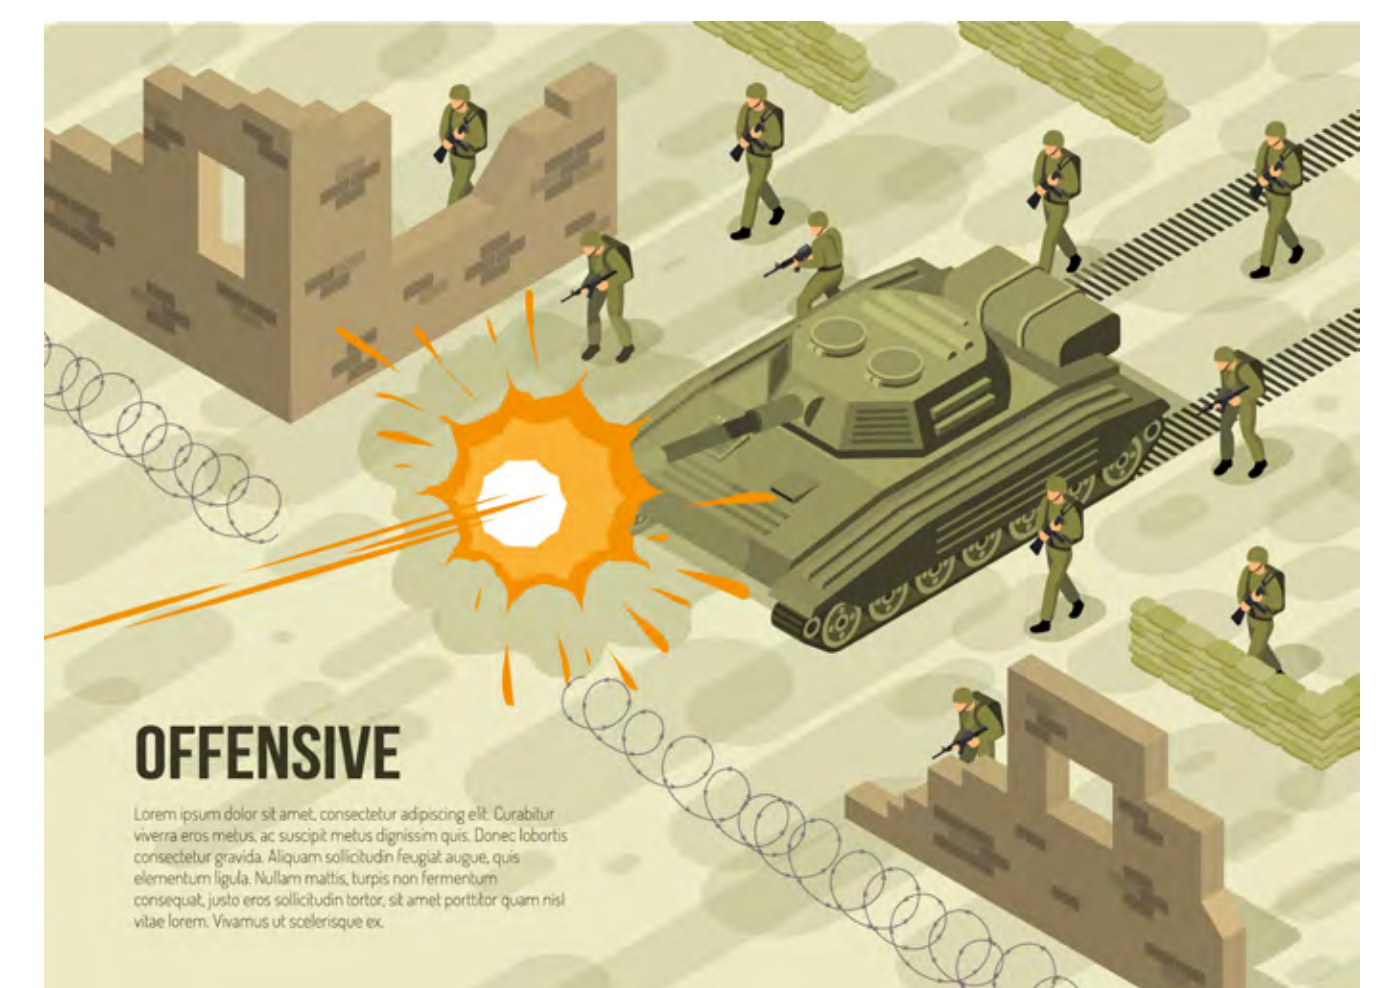 OFFENSIVE
Lorem ipsum dolor sit amet, consectetur adipiscing elit. Curabitur
viverra eros metus, ac suscipit metus dignissim quis. Donec lobortis
consectetur gravida. Aliquam sollicitudin feugiat augue, quis
elementum ligula. Nullam mattis, turpis non fermentum
consequat, justo eros sollicitudin tortor, sit amet porttitor quam nisl
vitae lorem. Vivamus ut scelerisque ex.